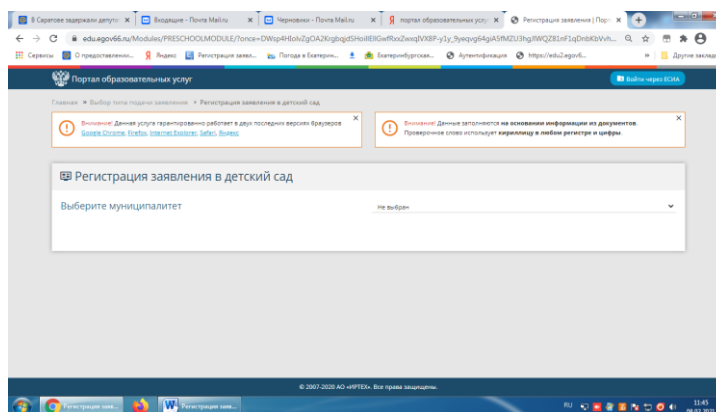 В Саратове задержали депута
Входящие - Почта Mail.ru
Черновики - Почта Mail.ru
портал образовательных услу
Регистрация заявления | Порт
edu.egov66.ru/Modules/PRESCHOOLMODULE/?once=
Сервисы
О предоставлении...
Яндекс
Регистрация заявл...
Погода в Екатерин...
Екатеринбургская...
Аутентификация
https://edu2.egov6...
Другие заклад
Портал образовательных услуг
Войти через ЕСИА
Главная » Выбор типа подачи заявления » Регистрация заявления в детский сад
Внимание! Данная услуга гарантированно работает в двух последних версиях браузеров
Google Chrome, Firefox, Internet Explorer, Safari, Яндекс
Внимание! Данные заполняются на основании информации из документов.
Проверочное слово использует кириллицу в любом регистре и цифры.
Регистрация заявления в детский сад
Выберите муниципалитет
Не выбран
© 2007-2020 АО «ИРТЕХ». Все права защищены.
Регистрация заяв...
Регистрация заяв...
RU
11:45